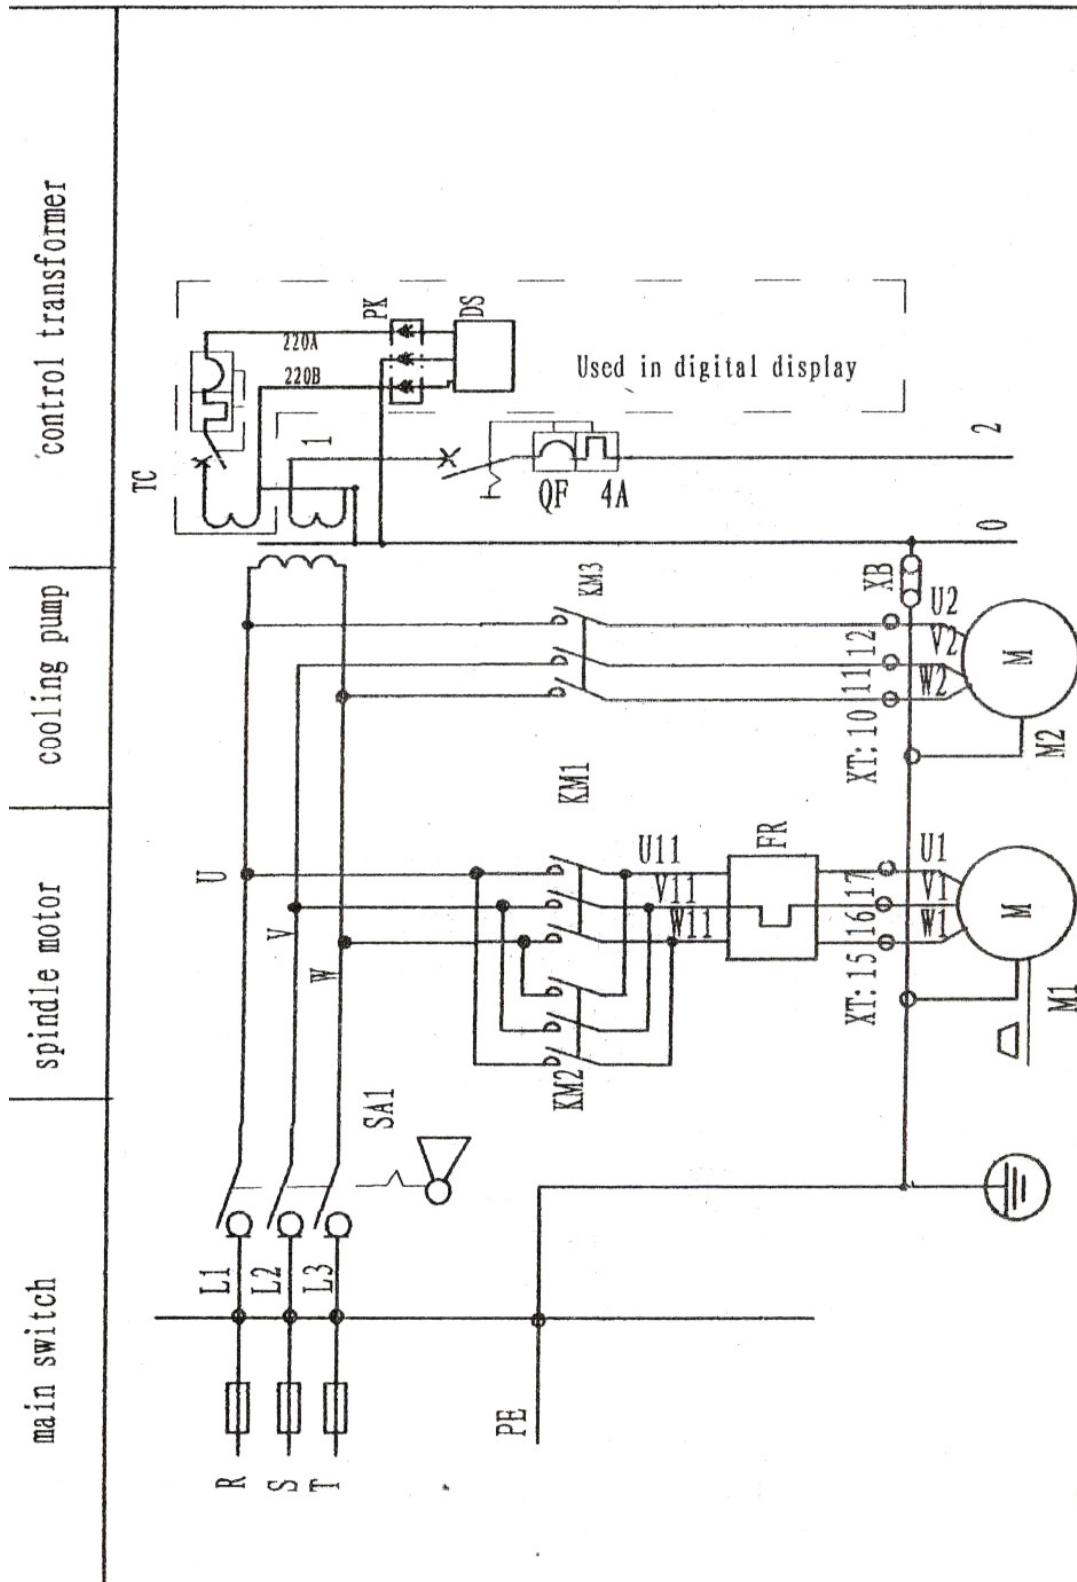 main switch
spindle motor
cooling pump
control transformer
R
S
T
L1
L2
L3
PE
SA1
U
V
W
KM2
KM1
U11
V11
W11
FR
XT:15
16
17
U1
V1
W1
M
M1
KM3
XT:10
11
12
U2
V2
W2
M
M2
XB
0
TC
1
QF
4A
2
220A
220B
PK
DS
Used in digital display